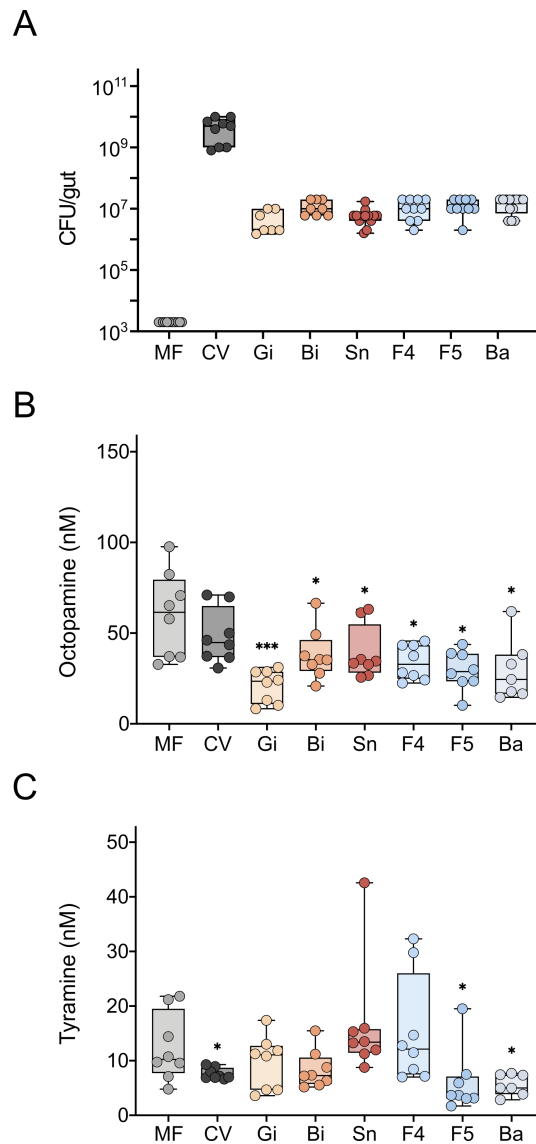 A
CFU/gut
10¹¹
10⁹
10⁷
10⁵
10³
MF CV Gi Bi Sn F4 F5 Ba
B
Octopamine (nM)
150
100
50
0
*** * * * * *
MF CV Gi Bi Sn F4 F5 Ba
C
Tyramine (nM)
50
40
30
20
10
0
* * *
MF CV Gi Bi Sn F4 F5 Ba